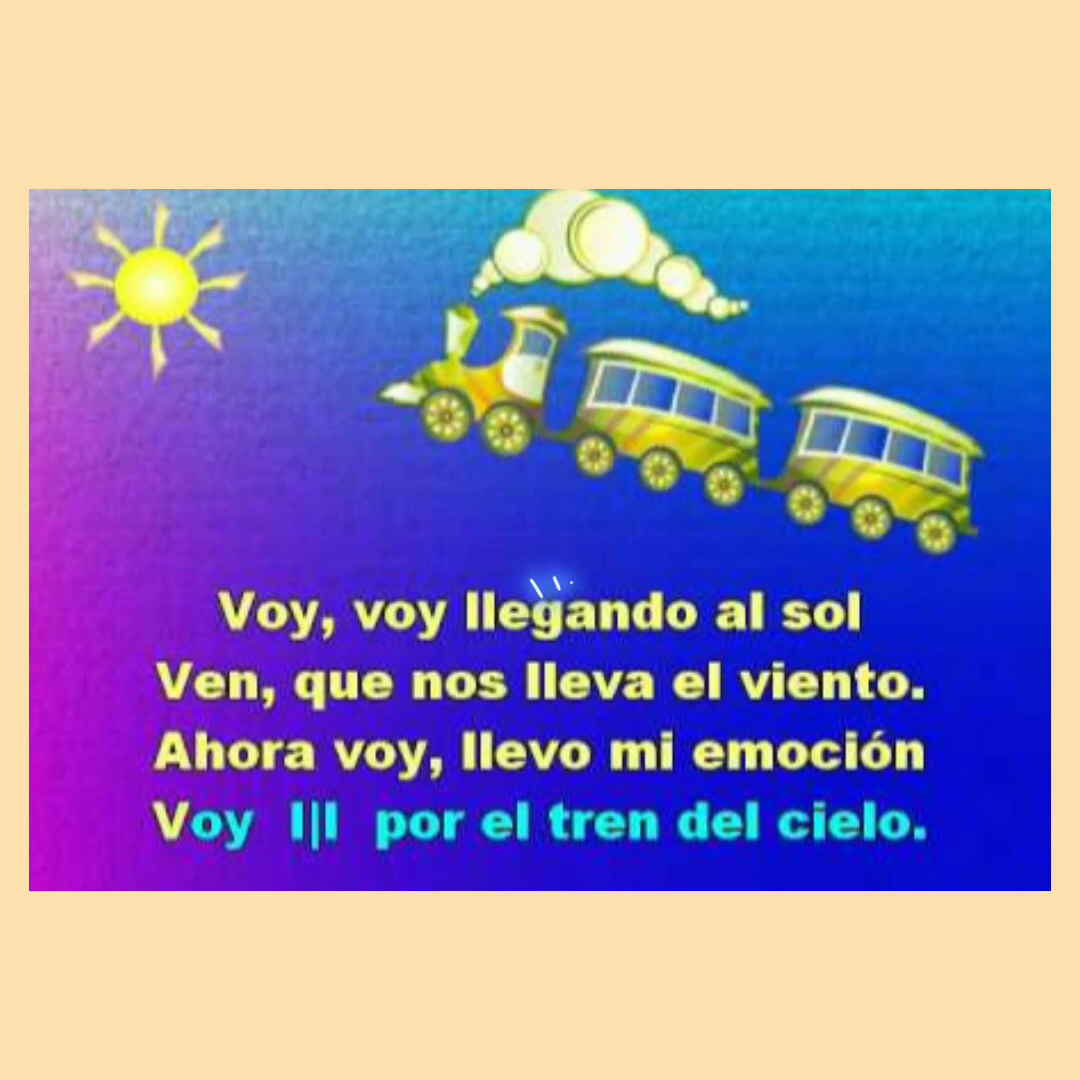 Voy, voy llegando al sol
Ven, que nos lleva el viento.
Ahora voy, llevo mi emoción
Voy I|I por el tren del cielo.